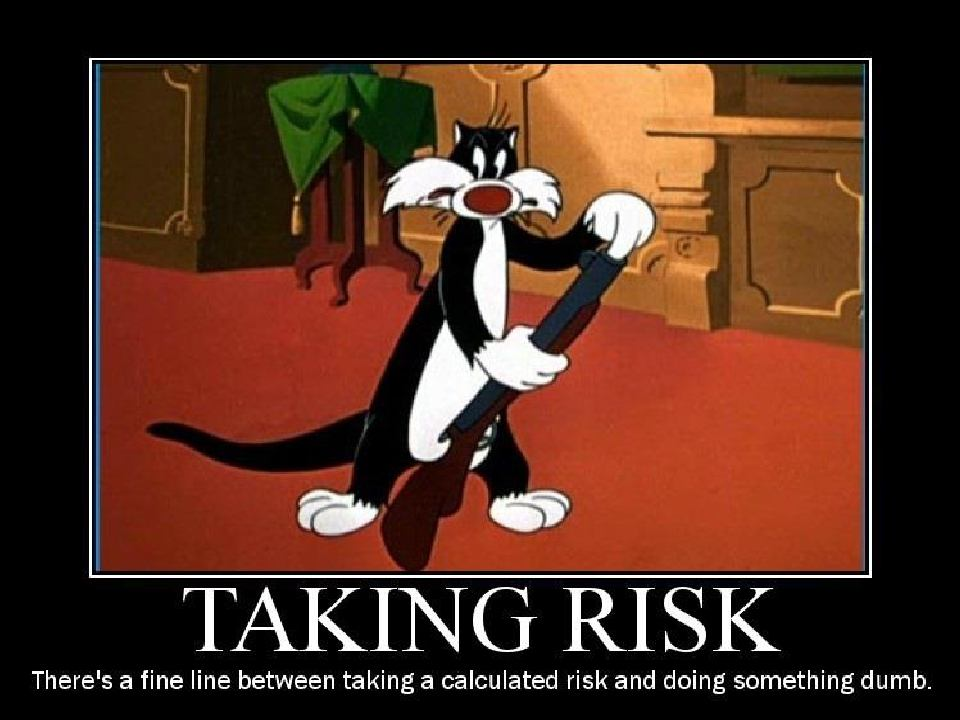 TAKING RISK
There's a fine line between taking a calculated risk and doing something dumb.